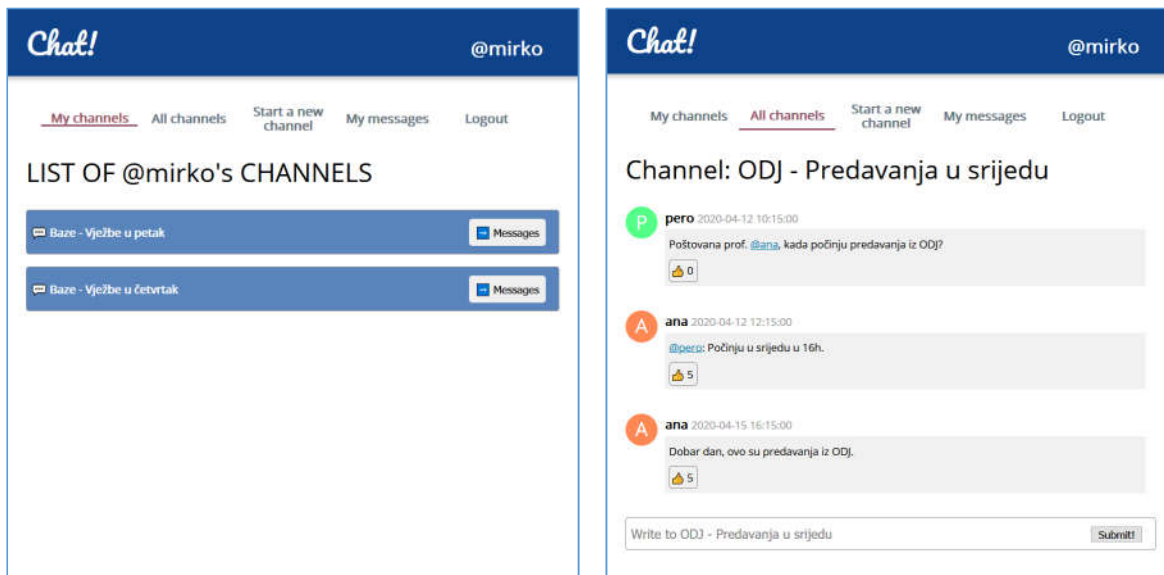 Chat!
@mirko
My channels All channels Start a new channel My messages Logout
LIST OF @mirko's CHANNELS
Baze - Vježbe u petak
Messages
Baze - Vježbe u četvrtak
Messages
Chat!
@mirko
My channels All channels Start a new channel My messages Logout
Channel: ODJ - Predavanja u srijedu
P
pero 2020-04-12 10:15:00
Poštovana prof. @ana, kada počinju predavanja iz ODJ?
👍 0
A
ana 2020-04-12 12:15:00
@pero: Počinju u srijedu u 16h.
👍 5
A
ana 2020-04-15 16:15:00
Dobar dan, ovo su predavanja iz ODJ.
👍 5
Write to ODJ - Predavanja u srijedu
Submit!